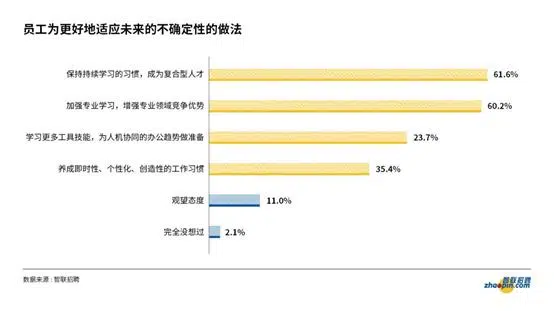 员工为更好地适应未来的不确定性的做法
保持持续学习的习惯，成为复合型人才 61.6%
加强专业学习，增强专业领域竞争优势 60.2%
学习更多工具技能，为人机协同的办公趋势做准备 23.7%
养成即时性、个性化、创造性的工作习惯 35.4%
观望态度 11.0%
完全没想过 2.1%
数据来源：智联招聘
智联招聘
zhaopin.com